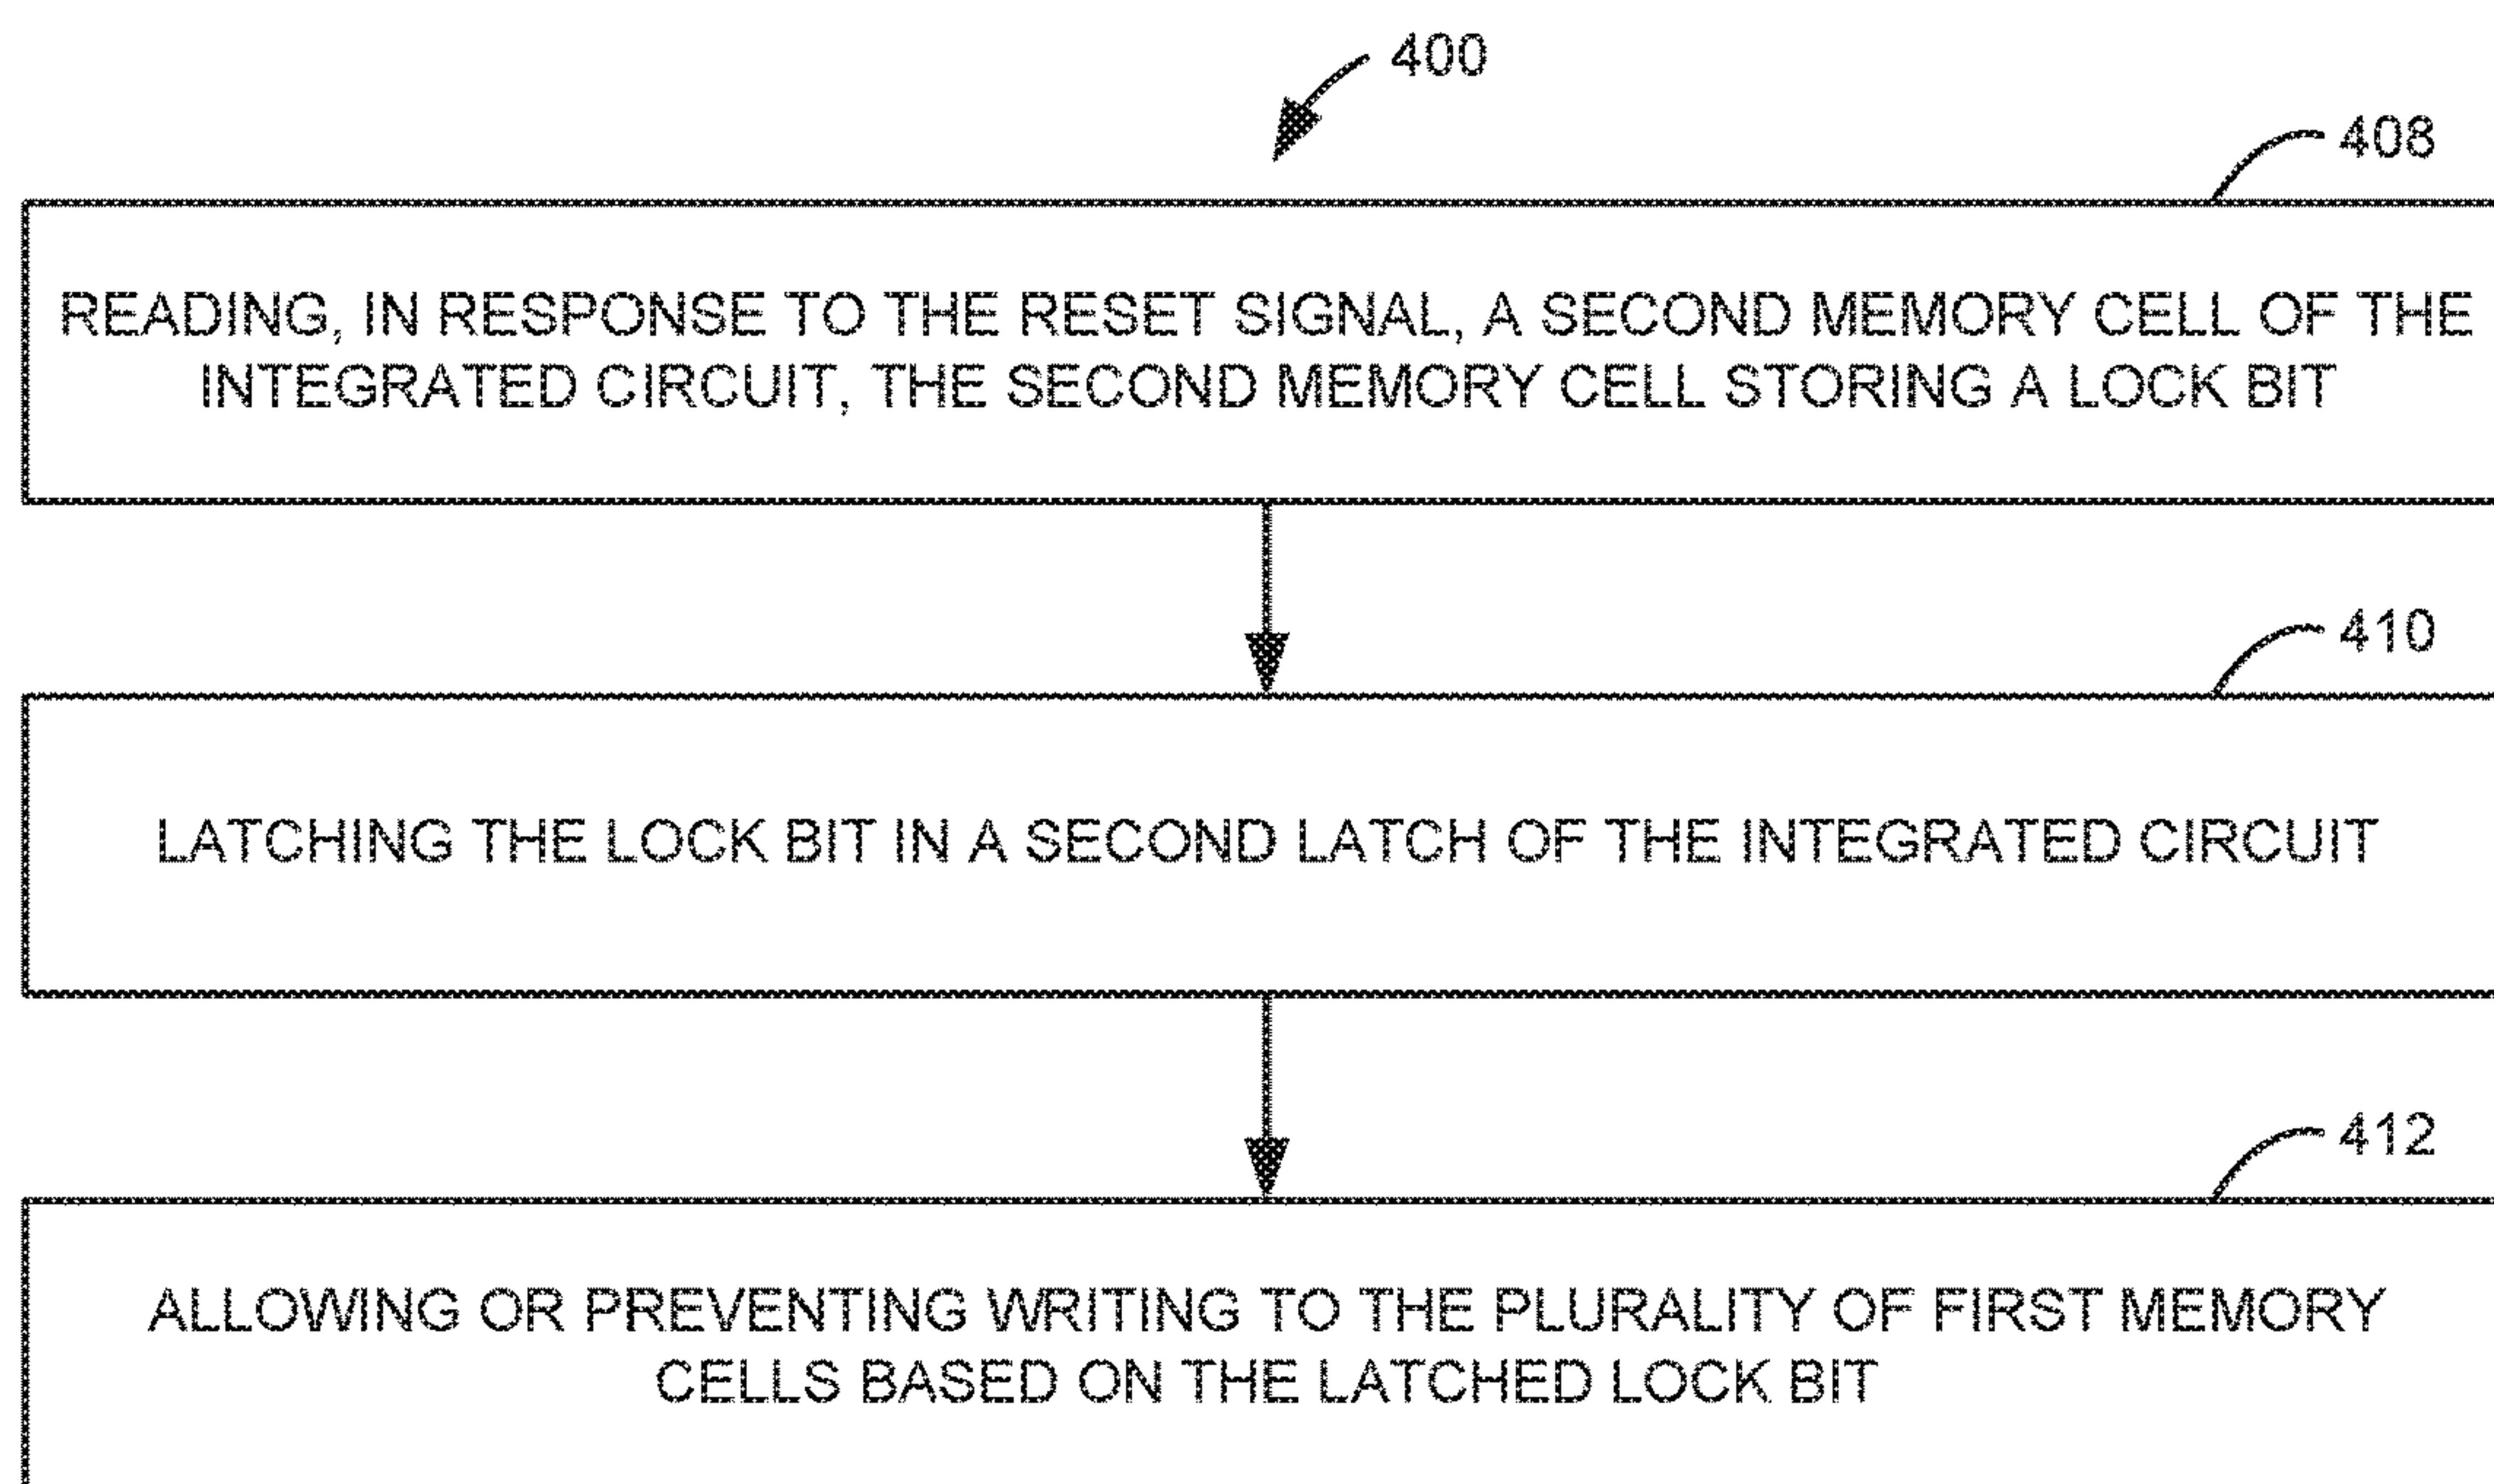 400
408
READING, IN RESPONSE TO THE RESET SIGNAL, A SECOND MEMORY CELL OF THE
INTEGRATED CIRCUIT, THE SECOND MEMORY CELL STORING A LOCK BIT
410
LATCHING THE LOCK BIT IN A SECOND LATCH OF THE INTEGRATED CIRCUIT
412
ALLOWING OR PREVENTING WRITING TO THE PLURALITY OF FIRST MEMORY
CELLS BASED ON THE LATCHED LOCK BIT